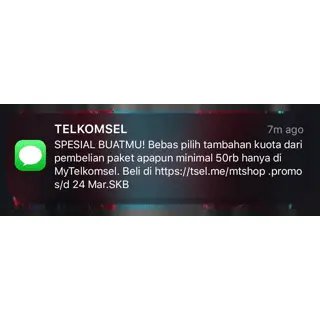 TELKOMSEL 7m ago
SPESIAL BUATMU! Bebas pilih tambahan kuota dari
pembelian paket apapun minimal 50rb hanya di
MyTelkomsel. Beli di https://tsel.me/mtshop .promo
s/d 24 Mar.SKB